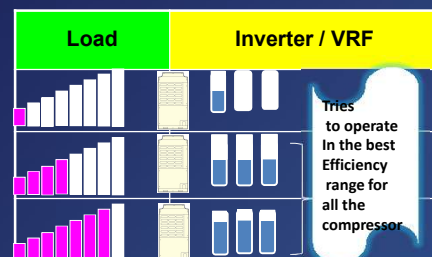 Load
Inverter / VRF
Tries
to operate
In the best
Efficiency
range for
all the
compressor